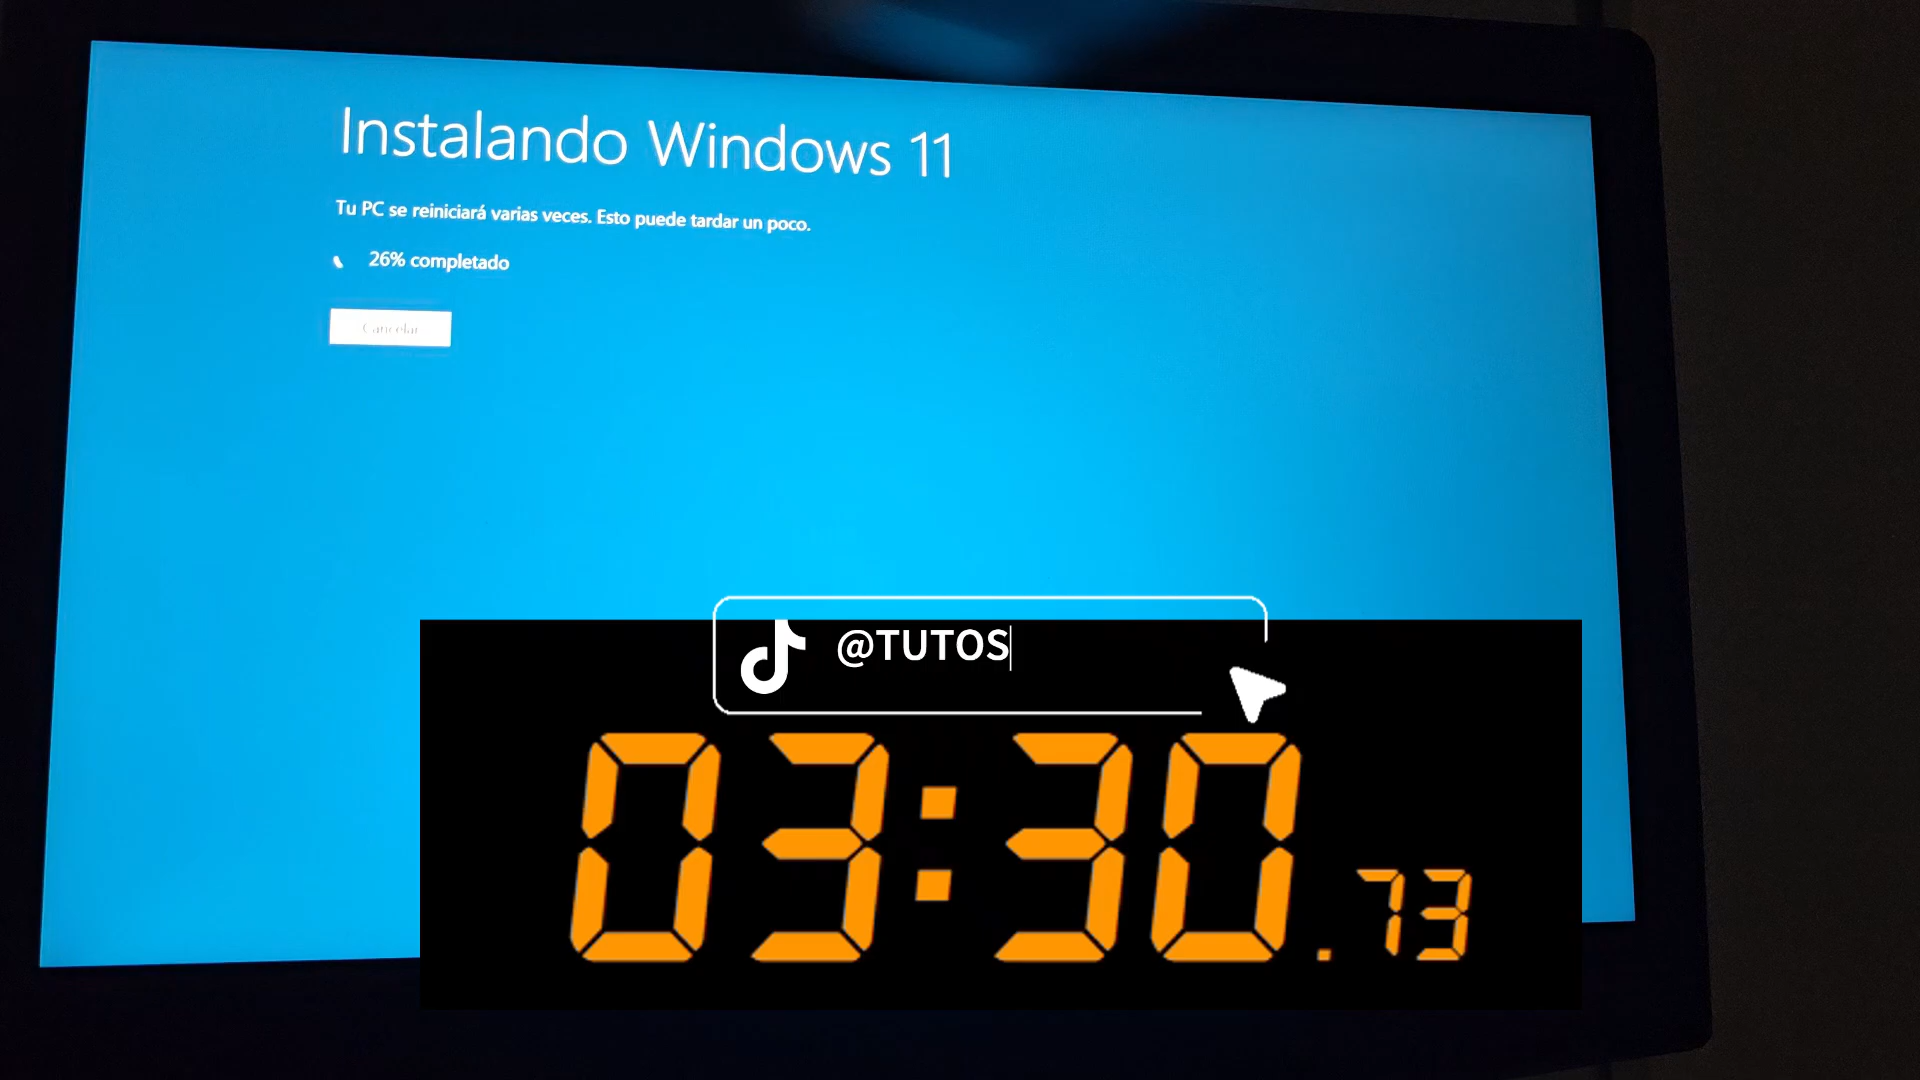 Instalando Windows 11
Tu PC se reiniciará varias veces. Esto puede tardar un poco.
26% completado
Cancelar
@TUTOS
03:30.73